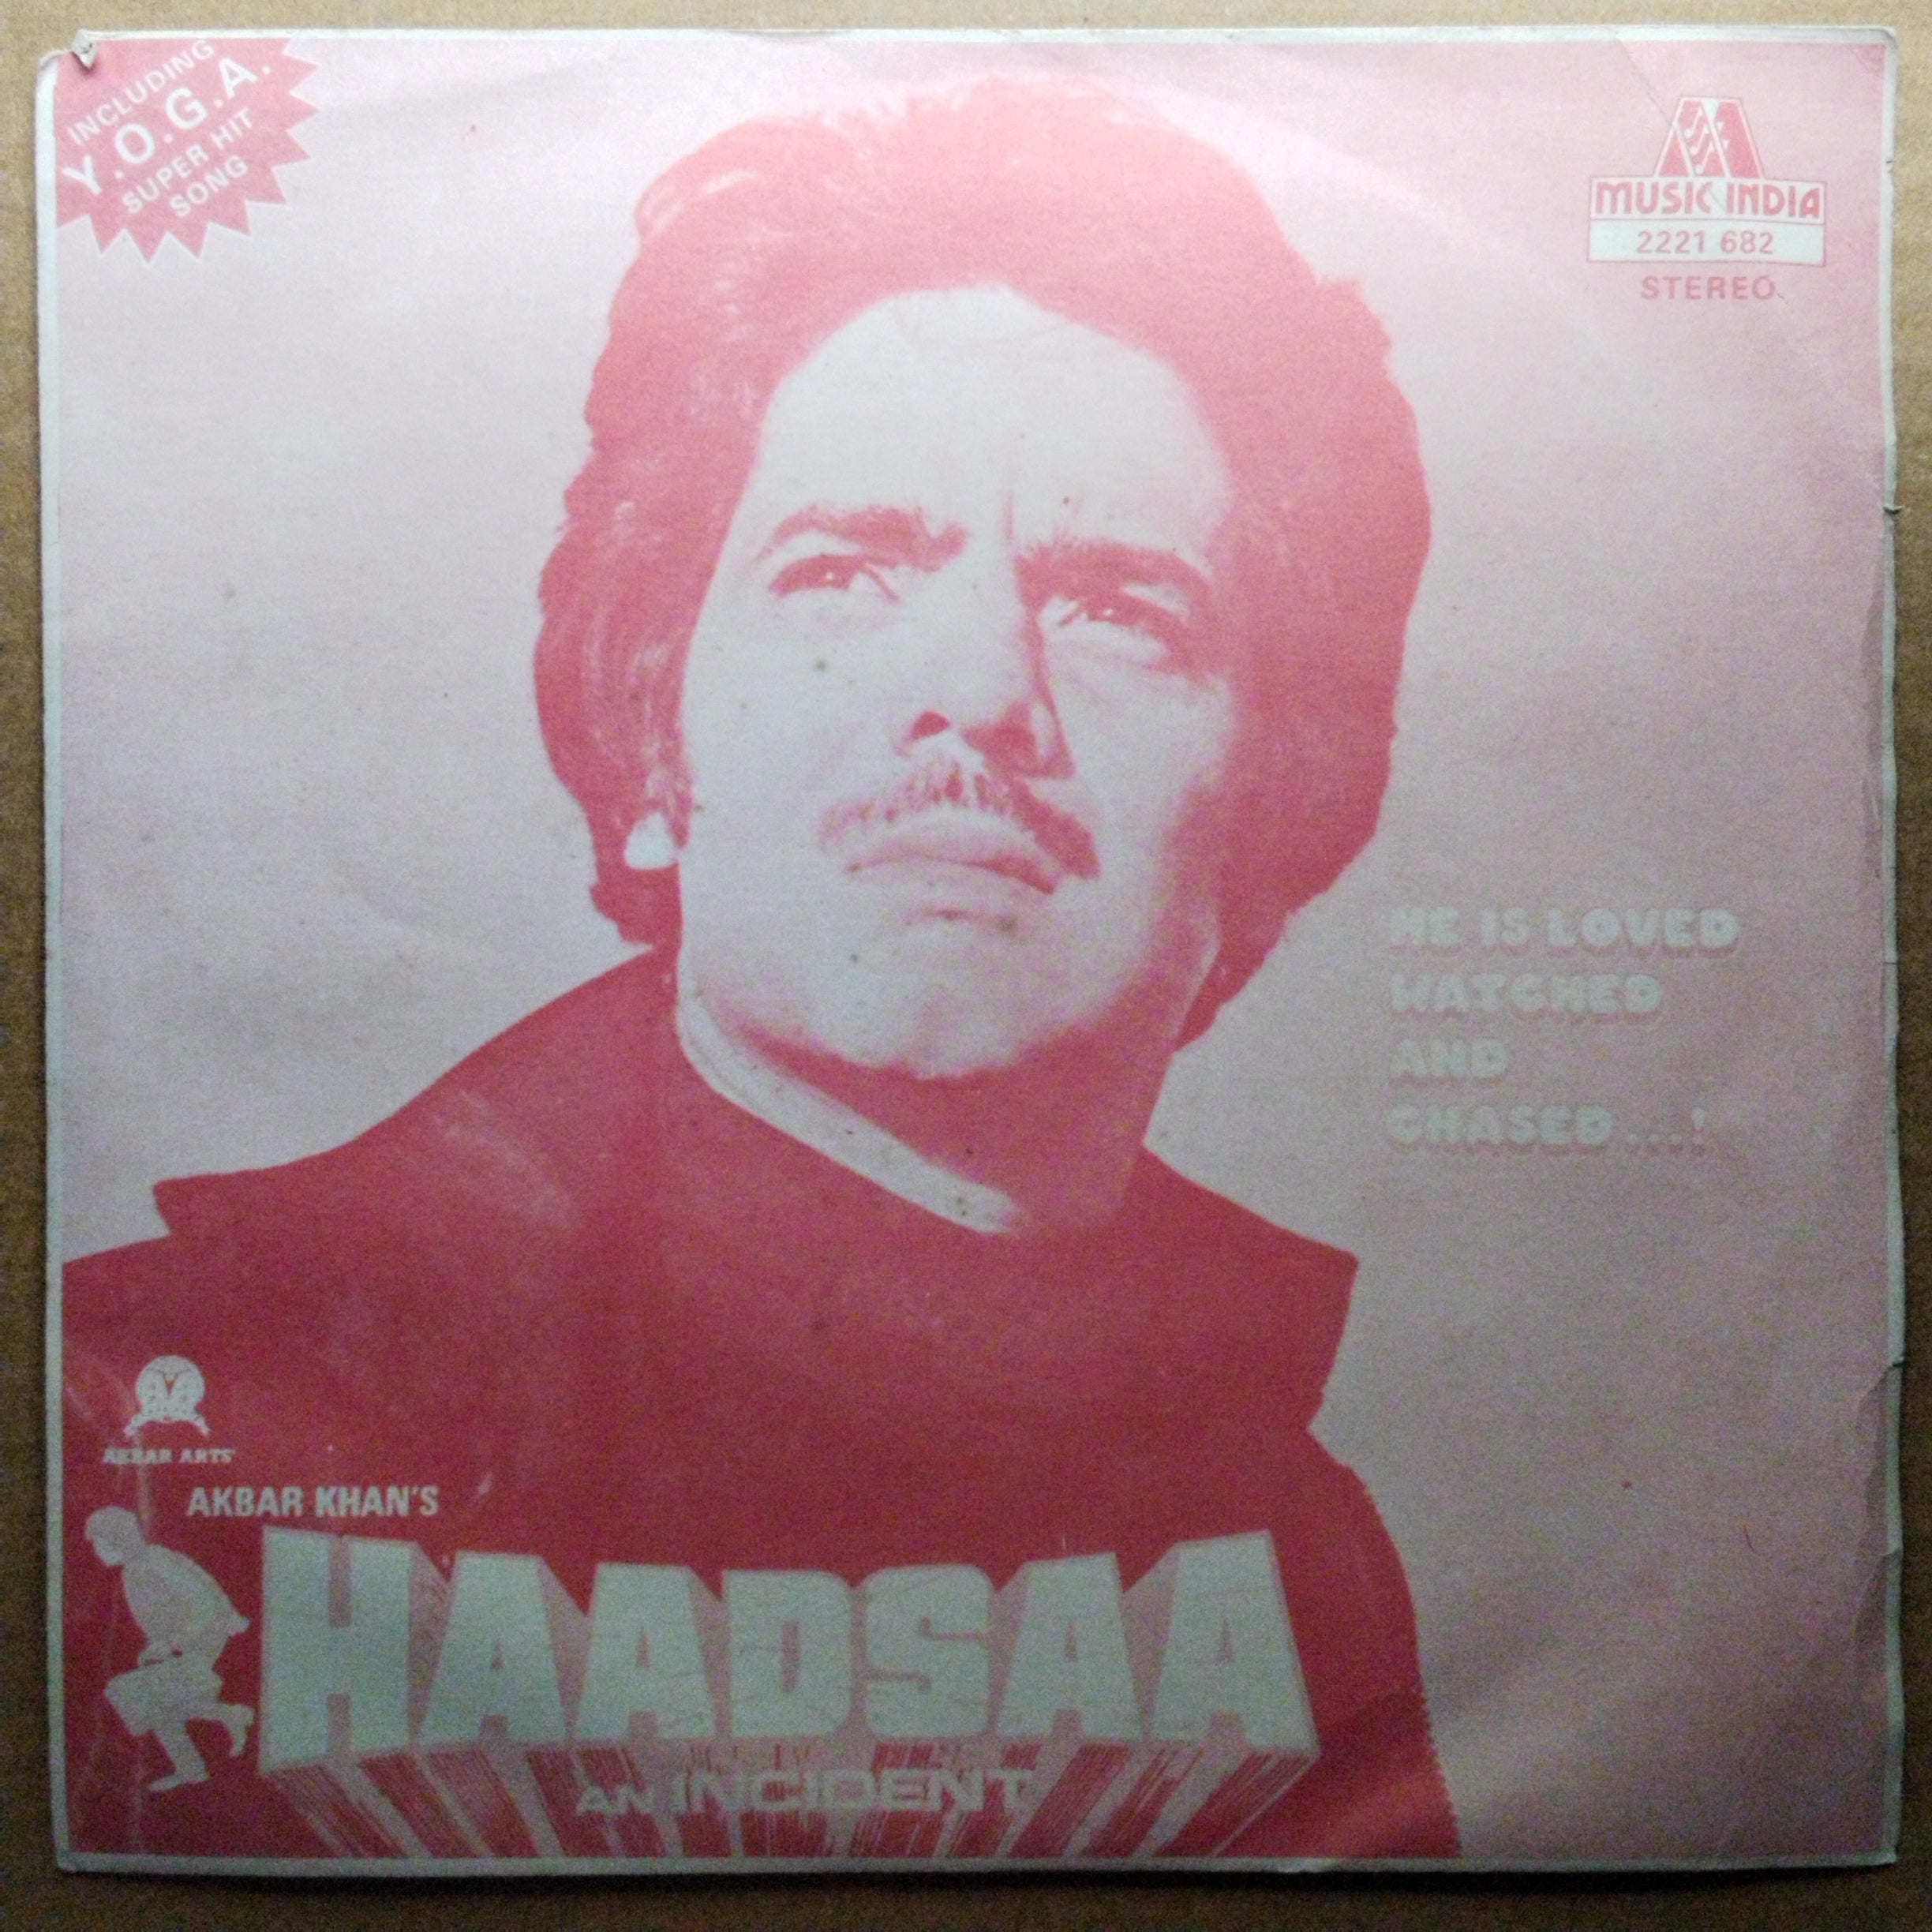 INCLUDING
Y.O.G.A.
SUPER HIT
SONG
MUSIC INDIA
2221 682
STEREO
HE IS LOVED
WATCHED
AND
CHASED...!
AKBAR ARTS
AKBAR KHAN'S
HAADSAA
AN INCIDENT